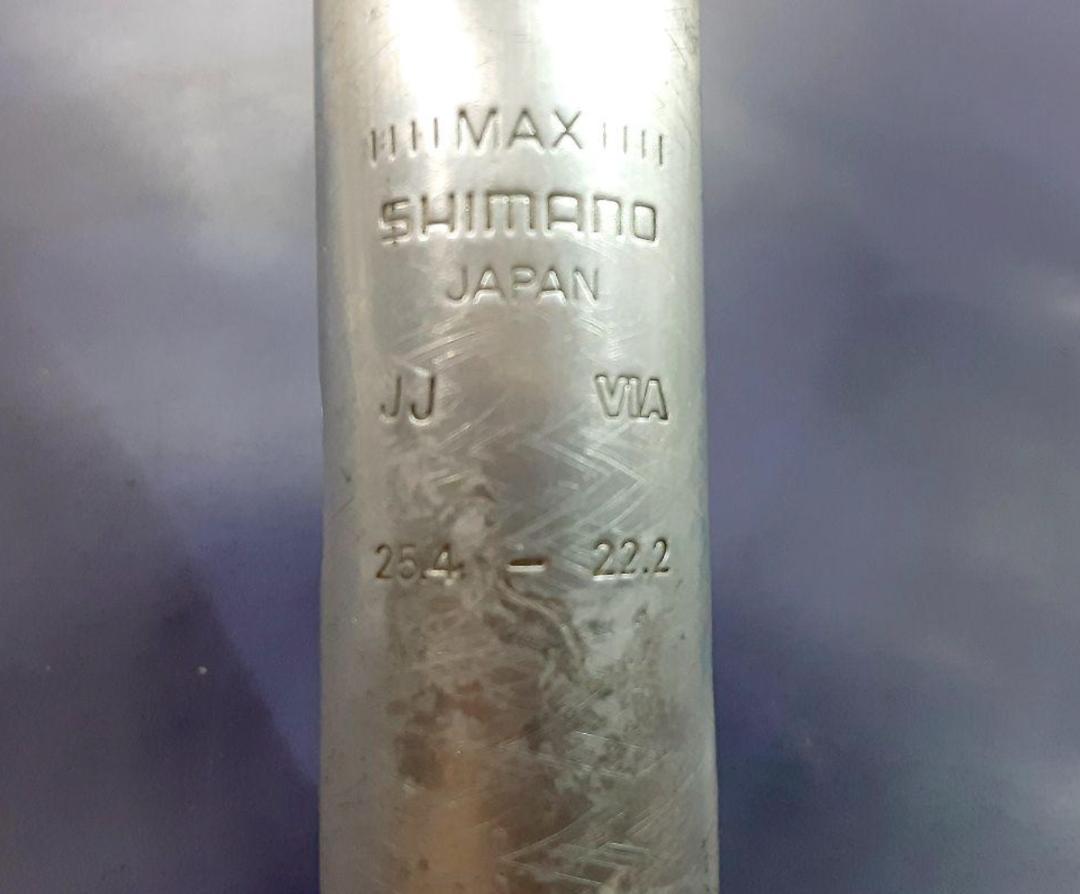 MAX
SHIMANO
JAPAN
JJ VIA
25.4 — 22.2